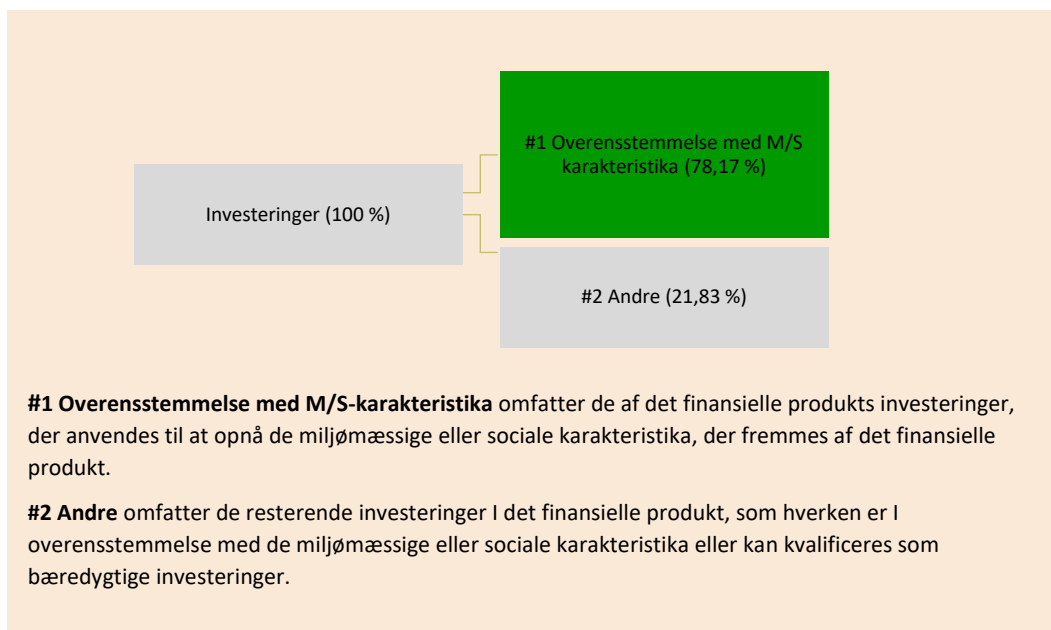 #1 Overensstemmelse med M/S
karakteristika (78,17 %)
Investeringer (100 %)
#2 Andre (21,83 %)
#1 Overensstemmelse med M/S-karakteristika omfatter de af det finansielle produkts investeringer,
der anvendes til at opnå de miljømæssige eller sociale karakteristika, der fremmes af det finansielle
produkt.
#2 Andre omfatter de resterende investeringer I det finansielle produkt, som hverken er I
overensstemmelse med de miljømæssige eller sociale karakteristika eller kan kvalificeres som
bæredygtige investeringer.